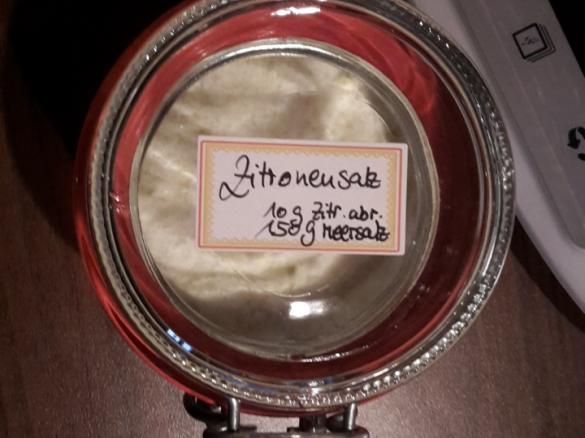 Zitronensalz
10 g Zitr. abr.
150 g Meersalz